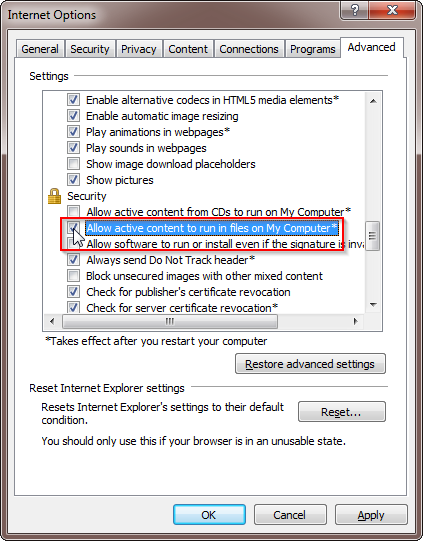 Internet Options
General Security Privacy Content Connections Programs Advanced
Settings
Enable alternative codecs in HTML5 media elements*
Enable automatic image resizing
Play animations in webpages*
Play sounds in webpages
Show image download placeholders
Show pictures
Security
Allow active content from CDs to run on My Computer*
Allow active content to run in files on My Computer*
Allow software to run or install even if the signature is inva
Always send Do Not Track header*
Block unsecured images with other mixed content
Check for publisher's certificate revocation
Check for server certificate revocation*
*Takes effect after you restart your computer
Restore advanced settings
Reset Internet Explorer settings
Resets Internet Explorer's settings to their default
condition.
Reset...
You should only use this if your browser is in an unusable state.
OK Cancel Apply